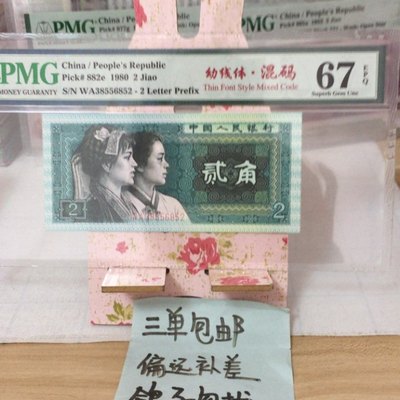 PMG
MONEY GUARANTY
China / People's Republic
Pick# 882e 1980 2 Jiao
S/N WA38556852 - 2 Letter Prefix
幼线体·混码
Thin Font Style Mixed Code
67 EPQ
Superb Gem Unc
中国人民银行
贰角
2
WA38556852
2
三单包邮
偏远补差